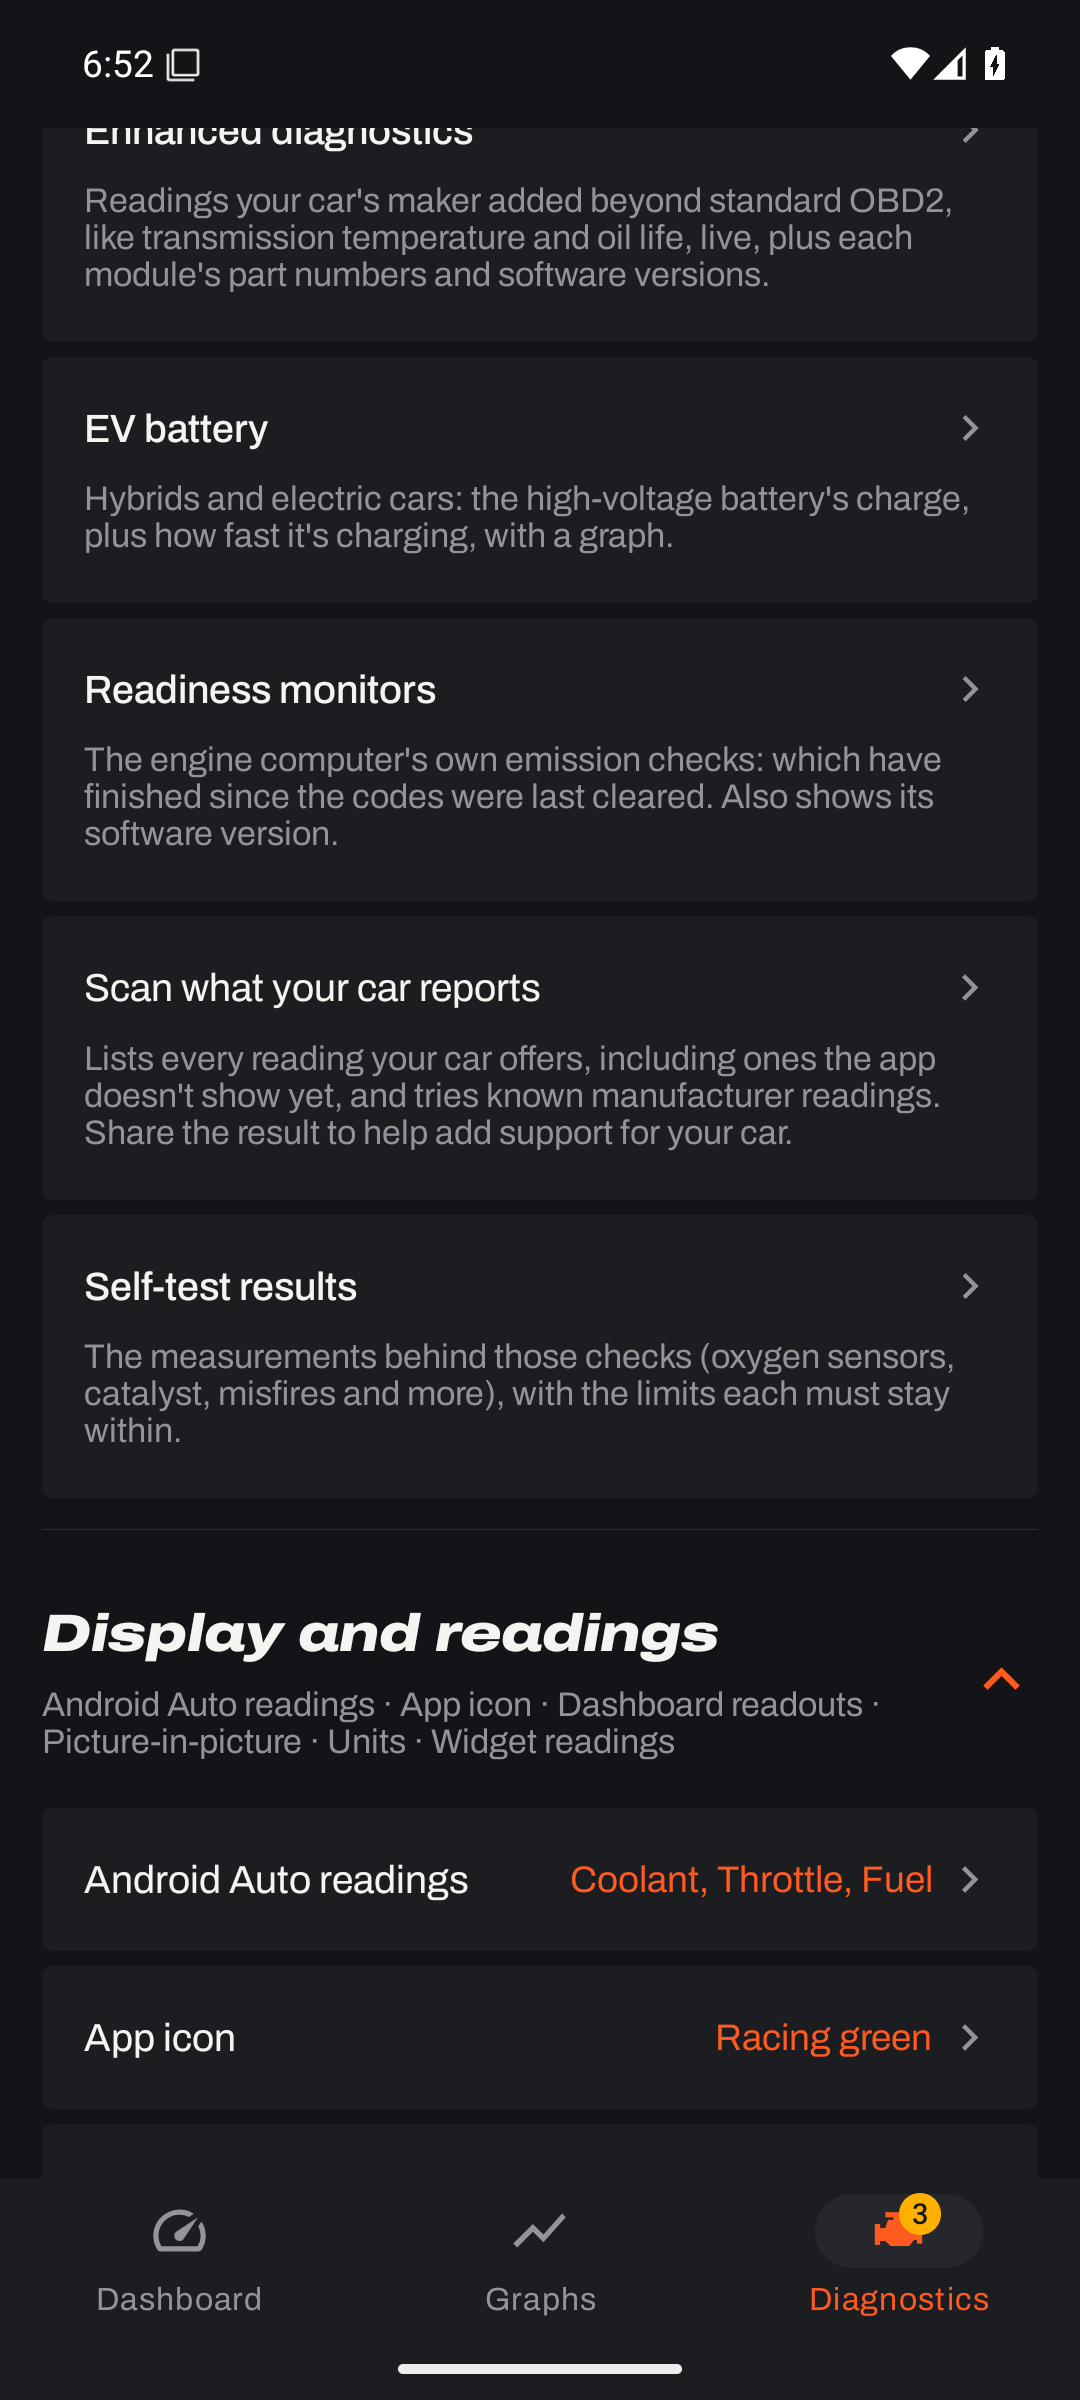 6:52
Enhanced diagnostics
Readings your car's maker added beyond standard OBD2,
like transmission temperature and oil life, live, plus each
module's part numbers and software versions.
EV battery
Hybrids and electric cars: the high-voltage battery's charge,
plus how fast it's charging, with a graph.
Readiness monitors
The engine computer's own emission checks: which have
finished since the codes were last cleared. Also shows its
software version.
Scan what your car reports
Lists every reading your car offers, including ones the app
doesn't show yet, and tries known manufacturer readings.
Share the result to help add support for your car.
Self-test results
The measurements behind those checks (oxygen sensors,
catalyst, misfires and more), with the limits each must stay
within.
Display and readings
Android Auto readings · App icon · Dashboard readouts ·
Picture-in-picture · Units · Widget readings
Android Auto readings Coolant, Throttle, Fuel
App icon Racing green
3
Dashboard Graphs Diagnostics